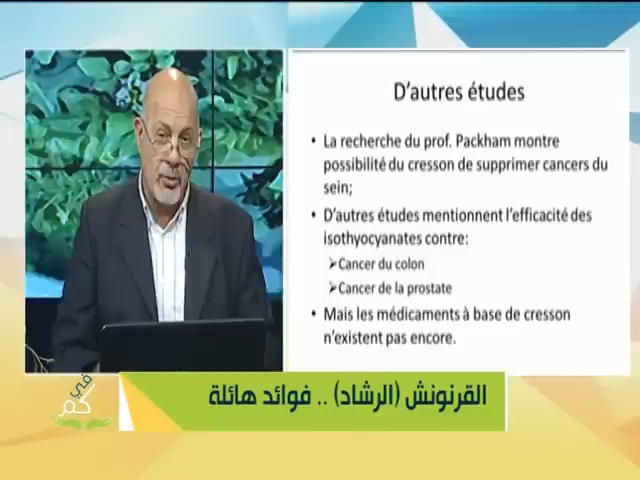 D'autres études
• La recherche du prof. Packham montre
possibilité du cresson de supprimer cancers du
sein;
• D'autres études mentionnent l'efficacité des
isothyocyanates contre:
➢Cancer du colon
➢Cancer de la prostate
• Mais les médicaments à base de cresson
n'existent pas encore.
القرنونش (الرشاد) .. فوائد هائلة
في
كم